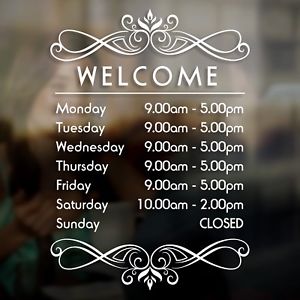 WELCOME
Monday 9.00am - 5.00pm
Tuesday 9.00am - 5.00pm
Wednesday 9.00am - 5.00pm
Thursday 9.00am - 5.00pm
Friday 9.00am - 5.00pm
Saturday 10.00am - 2.00pm
Sunday CLOSED